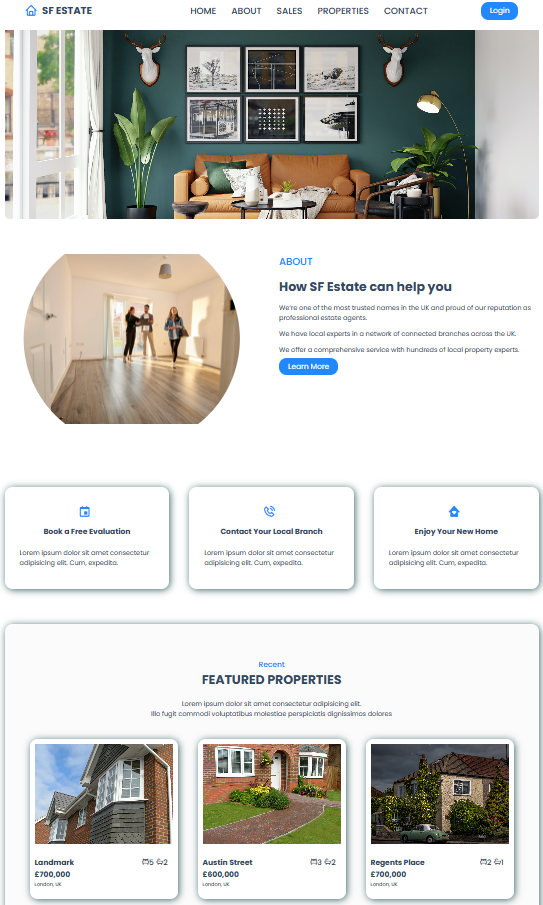 SF ESTATE
HOME ABOUT SALES PROPERTIES CONTACT
Login
ABOUT
How SF Estate can help you
We're one of the most trusted names in the UK and proud of our reputation as
professional estate agents.
We have local experts in a network of connected branches across the UK.
We offer a comprehensive service with hundreds of local property experts.
Learn More
Book a Free Evaluation
Lorem ipsum dolor sit amet consectetur
adipisicing elit. Cum, expedita.
Contact Your Local Branch
Lorem ipsum dolor sit amet consectetur
adipisicing elit. Cum, expedita.
Enjoy Your New Home
Lorem ipsum dolor sit amet consectetur
adipisicing elit. Cum, expedita.
Recent
FEATURED PROPERTIES
Lorem ipsum dolor sit amet consectetur adipisicing elit.
Illo fugit commodi voluptatibus molestiae perspiciatis dignissimos dolores
Landmark 5 2
£700,000
London, UK
Austin Street 3 2
£600,000
London, UK
Regents Place 2 1
£700,000
London, UK